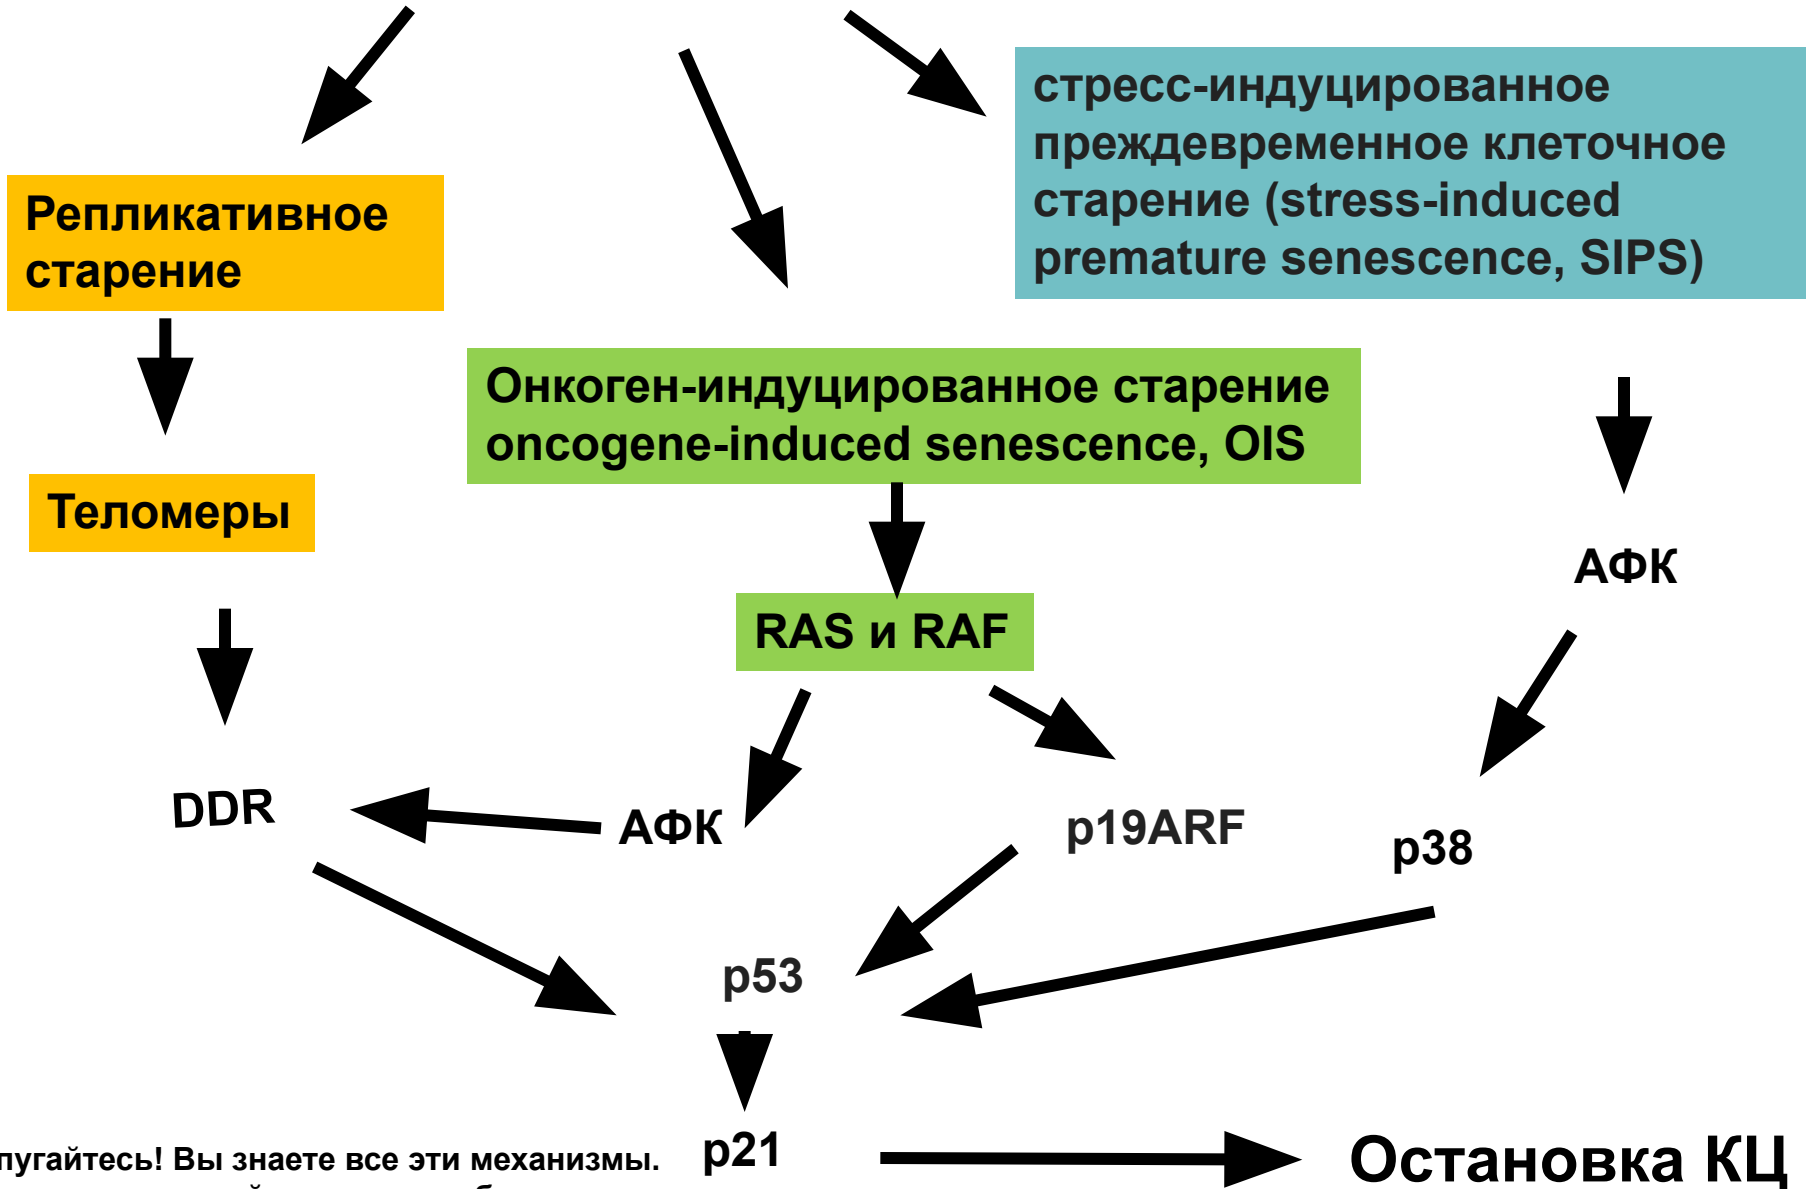 стресс-индуцированное
преждевременное клеточное
старение (stress-induced
premature senescence, SIPS)
Репликативное
старение
Онкоген-индуцированное старение
oncogene-induced senescence, OIS
Теломеры
АФК
RAS и RAF
DDR
АФК
p19ARF
p38
p53
p21
Остановка КЦ
пугайтесь! Вы знаете все эти механизмы.